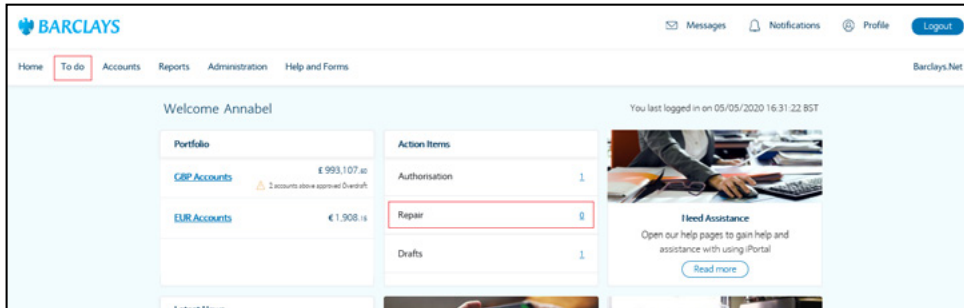 BARCLAYS
Messages Notifications Profile Logout
Home To do Accounts Reports Administration Help and Forms Barclays.Net
Welcome Annabel You last logged in on 05/05/2020 16:31:22 BST
Portfolio
GBP Accounts £ 993,107.40
2 accounts above approved Overdraft
EUR Accounts € 1,908.16
Action Items
Authorisation 1
Repair 0
Drafts 1
Need Assistance
Open our help pages to gain help and
assistance with using iPortal
Read more
Latest News